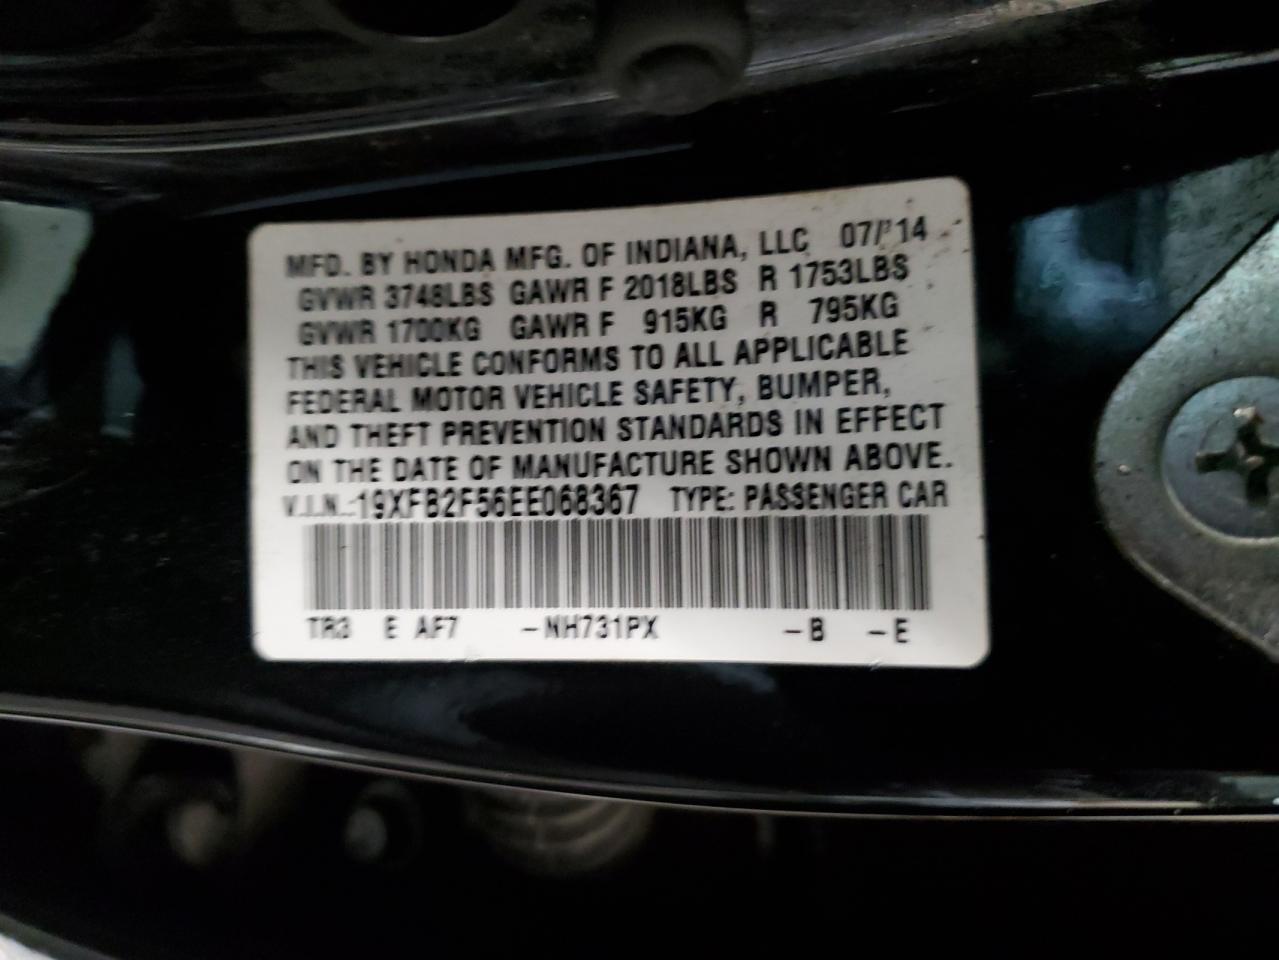 MFD. BY HONDA MFG. OF INDIANA, LLC 07/'14
GVWR 3748LBS GAWR F 2018LBS R 1753LBS
GVWR 1700KG GAWR F 915KG R 795KG
THIS VEHICLE CONFORMS TO ALL APPLICABLE
FEDERAL MOTOR VEHICLE SAFETY, BUMPER,
AND THEFT PREVENTION STANDARDS IN EFFECT
ON THE DATE OF MANUFACTURE SHOWN ABOVE.
V.I.N.:19XFB2F56EE068367 TYPE: PASSENGER CAR
TR3 E AF7 -NH731PX -B -E